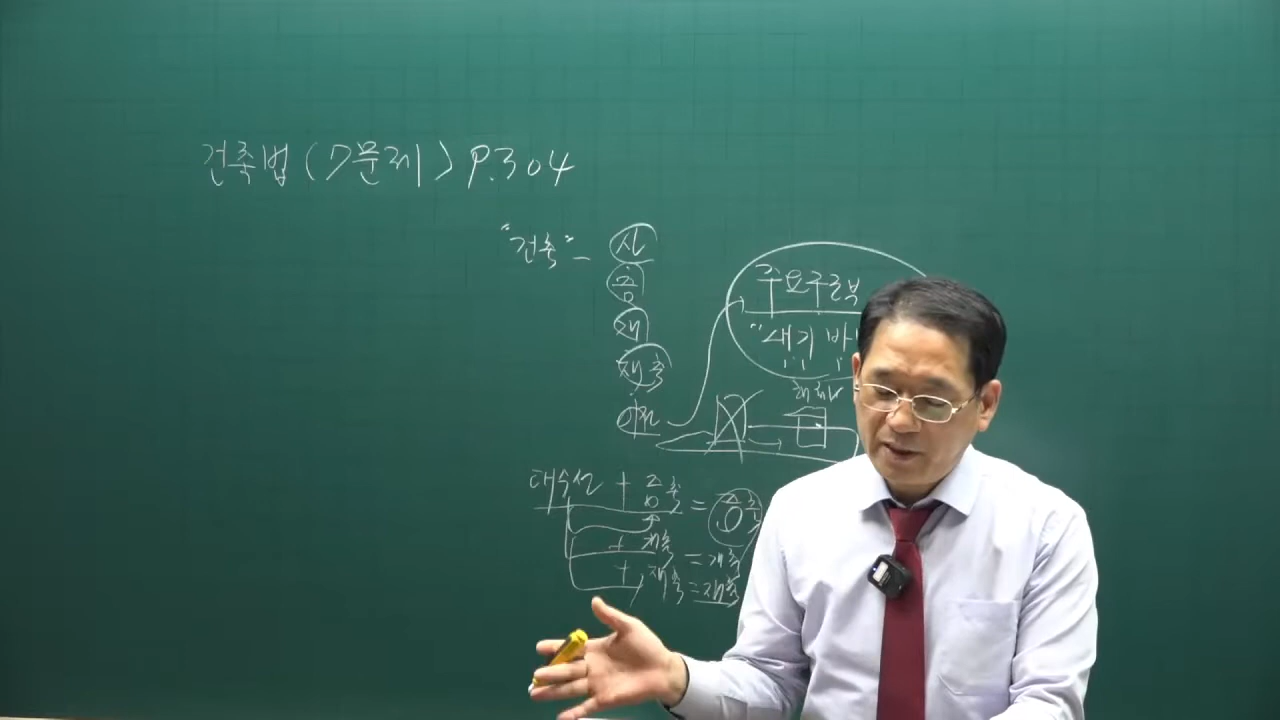 건축법 (7문제) P.304
"건축" - 신
증
개
재축
이전
주요구조부
"내기 바
해체
대수선 + 증축 = 증축
+ 개축 = 개축
+ 재축 = 재축